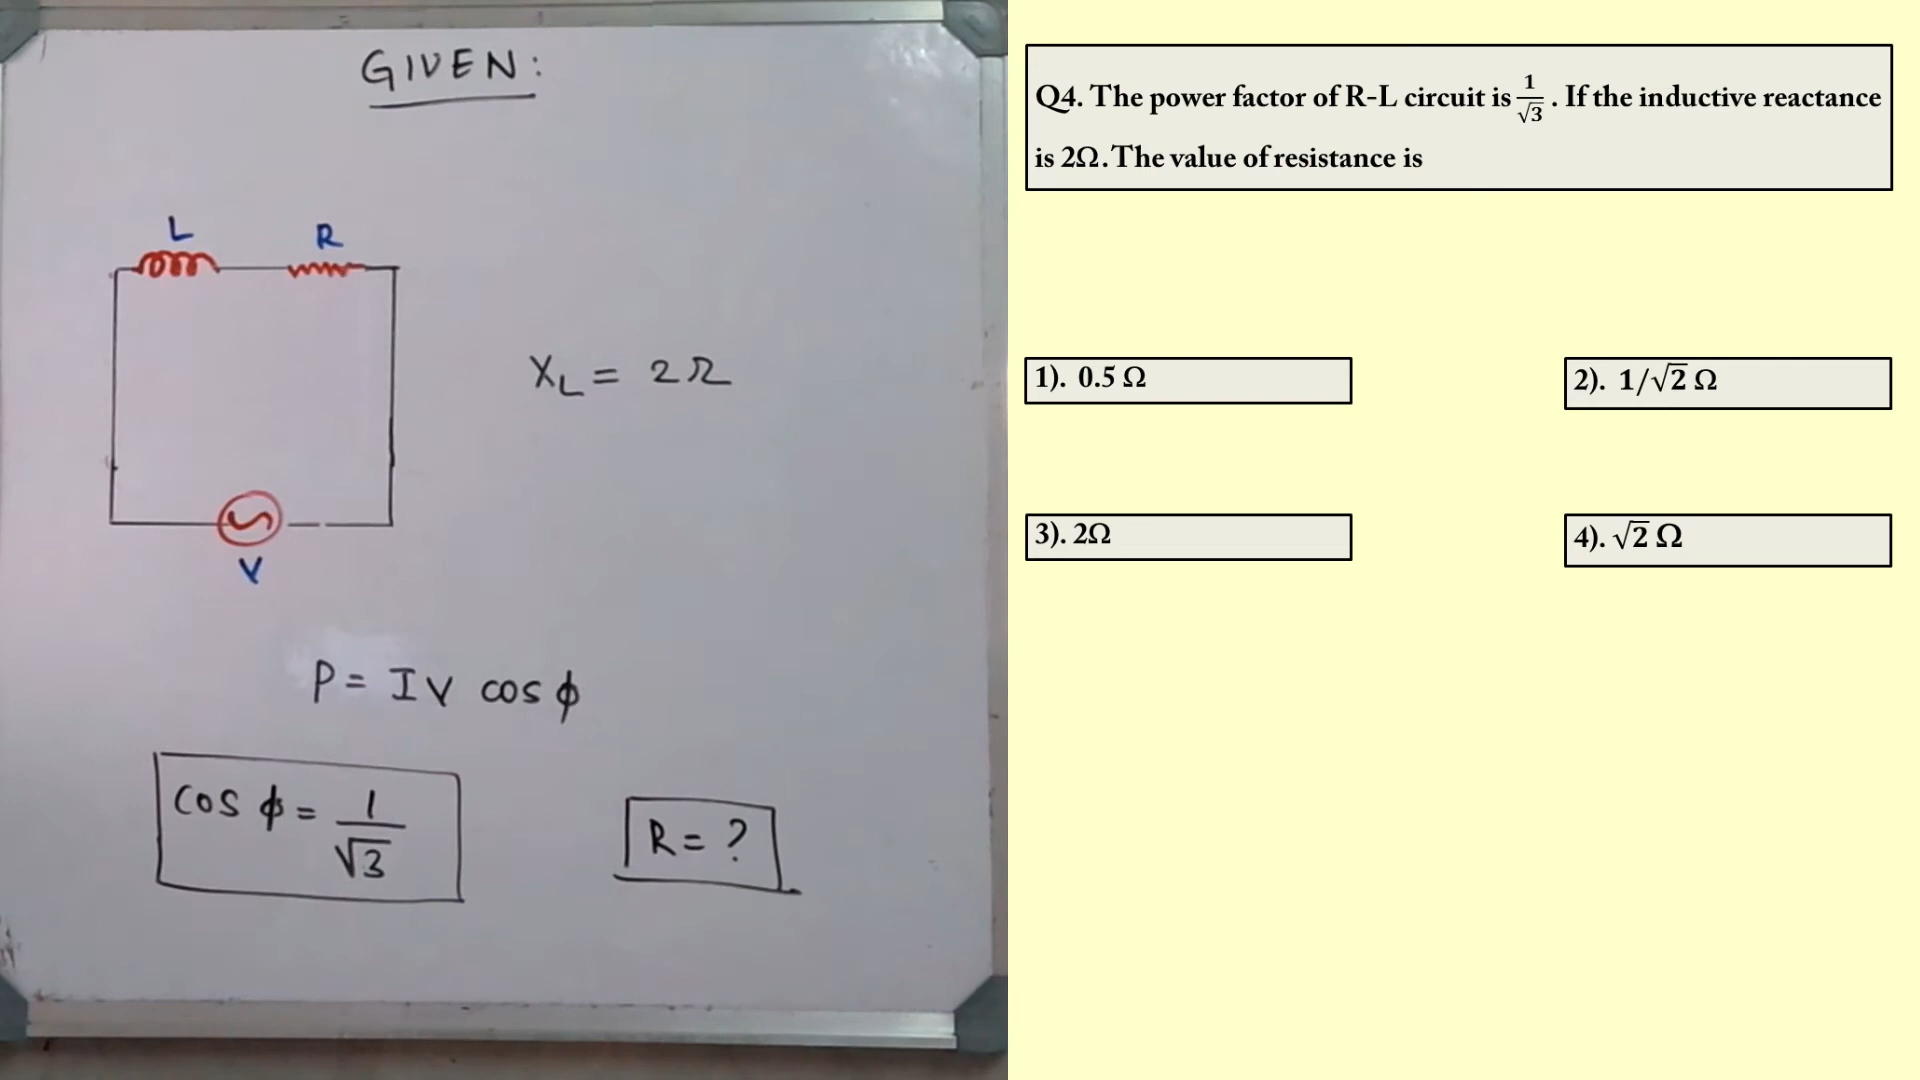 GIVEN:
L
R
X_L = 2Ω
V
P = IV cos ϕ
cos ϕ = 1/√3
R = ?
Q4. The power factor of R-L circuit is 1/√3 . If the inductive reactance
is 2Ω. The value of resistance is
1). 0.5 Ω
2). 1/√2 Ω
3). 2Ω
4). √2 Ω